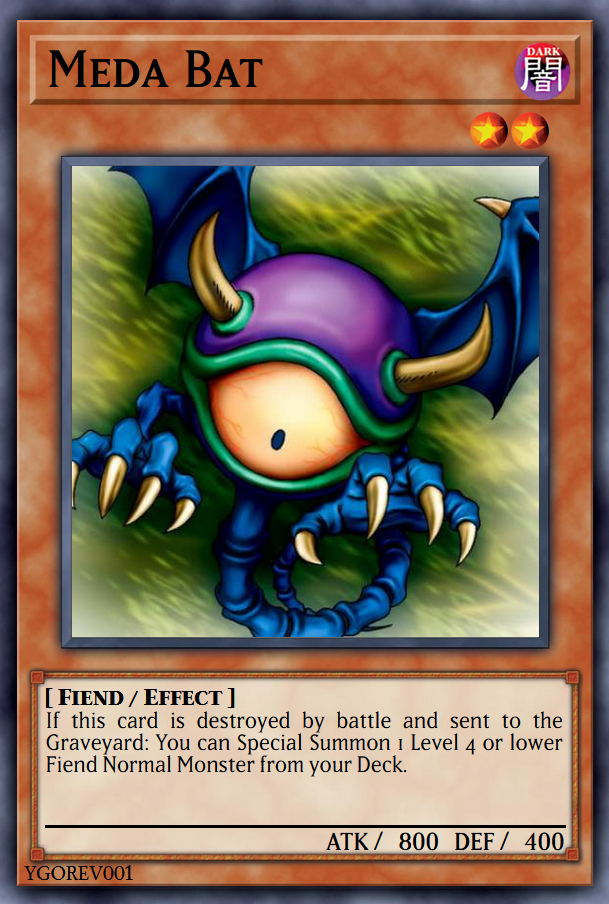 Meda Bat
DARK
闇
[ Fiend / Effect ]
If this card is destroyed by battle and sent to the
Graveyard: You can Special Summon 1 Level 4 or lower
Fiend Normal Monster from your Deck.
ATK / 800 DEF / 400
YGOREV001